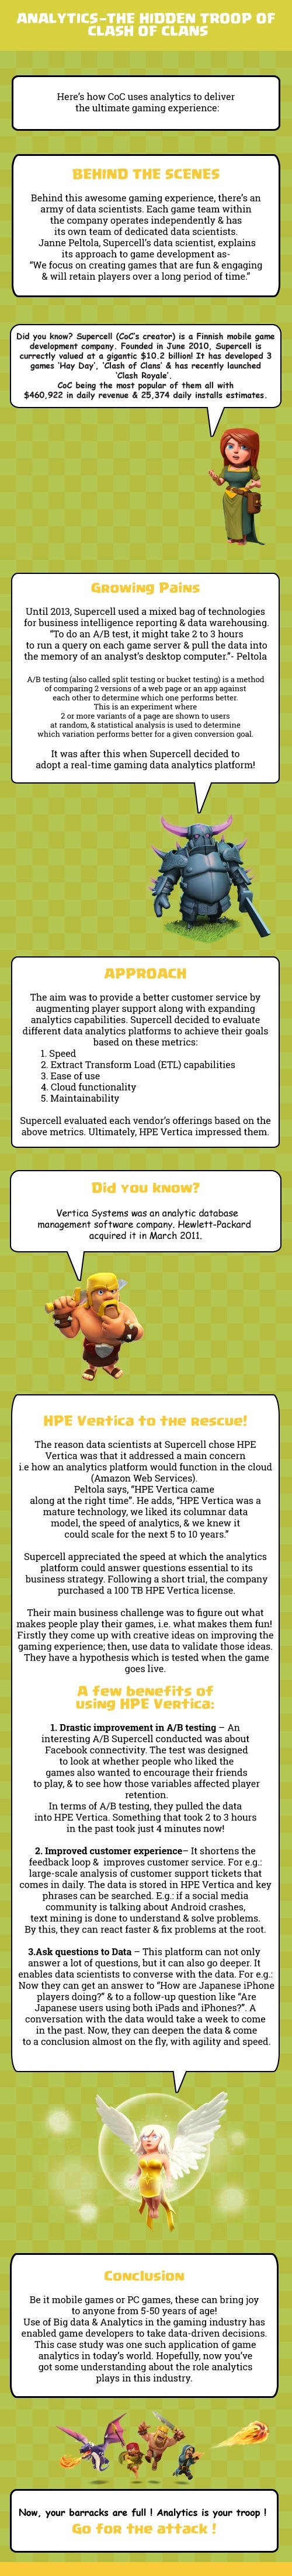 ANALYTICS-THE HIDDEN TROOP OF
CLASH OF CLANS
Here's how CoC uses analytics to deliver
the ultimate gaming experience:
BEHIND THE SCENES
Behind this awesome gaming experience, there's an
army of data scientists. Each game team within
the company operates independently & has
its own team of dedicated data scientists.
Janne Peltola, Supercell's data scientist, explains
its approach to game development as-
"We focus on creating games that are fun & engaging
& will retain players over a long period of time."
Did you know? Supercell (CoC's creator) is a Finnish mobile game
development company. Founded in June 2010, Supercell is
currectly valued at a gigantic $10.2 billion! It has developed 3
games 'Hay Day', 'Clash of Clans' & has recently launched
'Clash Royale'.
CoC being the most popular of them all with
$460,922 in daily revenue & 25,374 daily installs estimates.
Growing Pains
Until 2013, Supercell used a mixed bag of technologies
for business intelligence reporting & data warehousing.
"To do an A/B test, it might take 2 to 3 hours
to run a query on each game server & pull the data into
the memory of an analyst's desktop computer."- Peltola
A/B testing (also called split testing or bucket testing) is a method
of comparing 2 versions of a web page or an app against
each other to determine which one performs better.
This is an experiment where
2 or more variants of a page are shown to users
at random, & statistical analysis is used to determine
which variation performs better for a given conversion goal.
It was after this when Supercell decided to
adopt a real-time gaming data analytics platform!
APPROACH
The aim was to provide a better customer service by
augmenting player support along with expanding
analytics capabilities. Supercell decided to evaluate
different data analytics platforms to achieve their goals
based on these metrics:
1. Speed
2. Extract Transform Load (ETL) capabilities
3. Ease of use
4. Cloud functionality
5. Maintainability
Supercell evaluated each vendor's offerings based on the
above metrics. Ultimately, HPE Vertica impressed them.
Did you know?
Vertica Systems was an analytic database
management software company. Hewlett-Packard
acquired it in March 2011.
HPE Vertica to the rescue!
The reason data scientists at Supercell chose HPE
Vertica was that it addressed a main concern
i.e how an analytics platform would function in the cloud
(Amazon Web Services).
Peltola says, "HPE Vertica came
along at the right time". He adds, "HPE Vertica was a
mature technology, we liked its columnar data
model, the speed of analytics, & we knew it
could scale for the next 5 to 10 years."
Supercell appreciated the speed at which the analytics
platform could answer questions essential to its
business strategy. Following a short trial, the company
purchased a 100 TB HPE Vertica license.
Their main business challenge was to figure out what
makes people play their games, i.e. what makes them fun!
Firstly they come up with creative ideas on improving the
gaming experience; then, use data to validate those ideas.
They have a hypothesis which is tested when the game
goes live.
A few benefits of
using HPE Vertica:
1. Drastic improvement in A/B testing – An
interesting A/B Supercell conducted was about
Facebook connectivity. The test was designed
to look at whether people who liked the
games also wanted to encourage their friends
to play, & to see how those variables affected player
retention.
In terms of A/B testing, they pulled the data
into HPE Vertica. Something that took 2 to 3 hours
in the past took just 4 minutes now!
2. Improved customer experience– It shortens the
feedback loop & improves customer service. For e.g.:
large-scale analysis of customer support tickets that
comes in daily. The data is stored in HPE Vertica and key
phrases can be searched. E.g.: if a social media
community is talking about Android crashes,
text mining is done to understand & solve problems.
By this, they can react faster & fix problems at the root.
3.Ask questions to Data – This platform can not only
answer a lot of questions, but it can also go deeper. It
enables data scientists to converse with the data. For e.g.:
Now they can get an answer to "How are Japanese iPhone
players doing?" & to a follow-up question like "Are
Japanese users using both iPads and iPhones?". A
conversation with the data would take a week to come
in the past. Now, they can deepen the data & come
to a conclusion almost on the fly, with agility and speed.
Conclusion
Be it mobile games or PC games, these can bring joy
to anyone from 5-50 years of age!
Use of Big data & Analytics in the gaming industry has
enabled game developers to take data-driven decisions.
This case study was one such application of game
analytics in today's world. Hopefully, now you've
got some understanding about the role analytics
plays in this industry.
Now, your barracks are full ! Analytics is your troop !
Go for the attack !